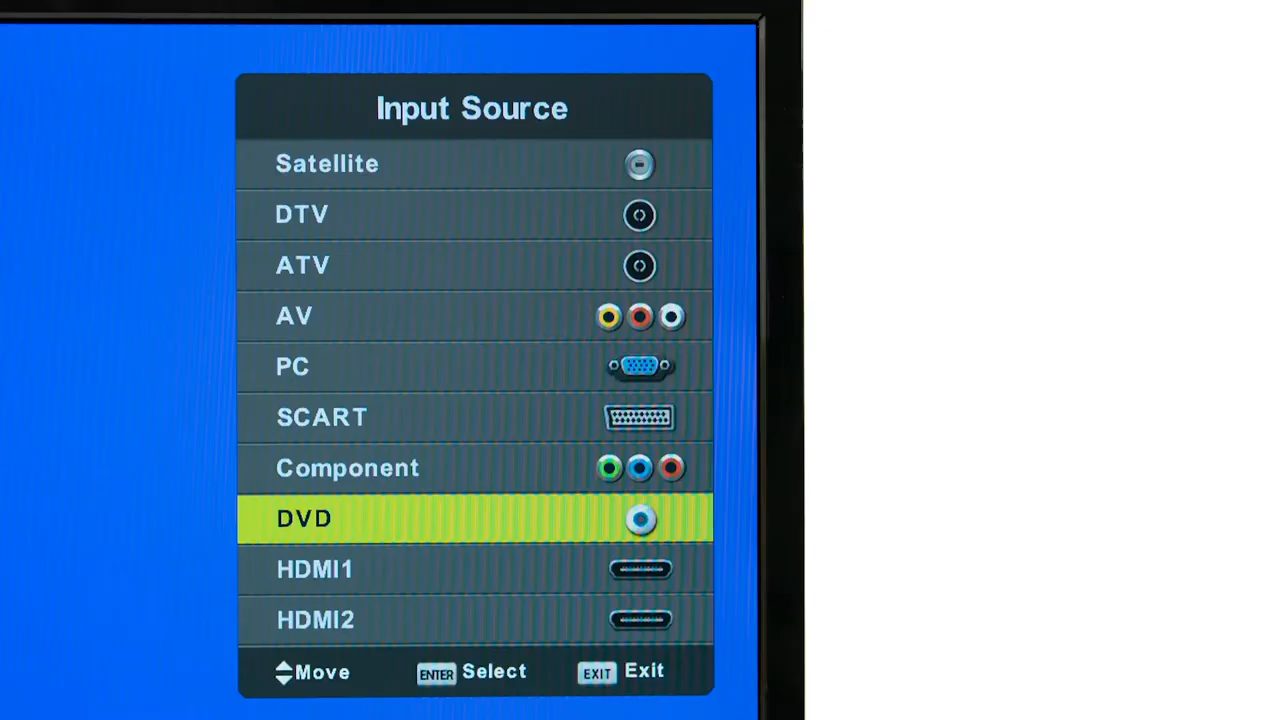 Input Source
Satellite
DTV
ATV
AV
PC
SCART
Component
DVD
HDMI1
HDMI2
Move ENTER Select EXIT Exit